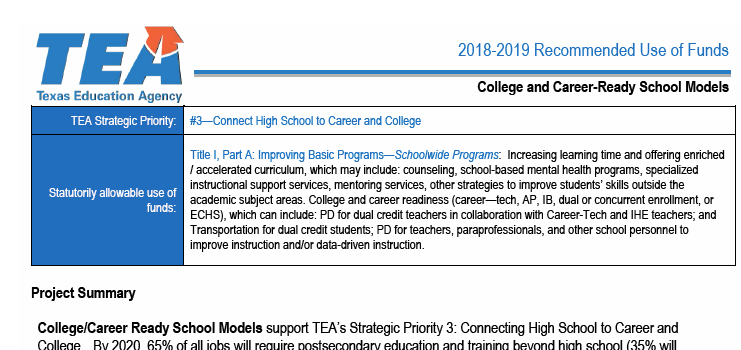 TEA
Texas Education Agency
2018-2019 Recommended Use of Funds
College and Career-Ready School Models
TEA Strategic Priority:
#3—Connect High School to Career and College
Statutorily allowable use of
funds:
Title I, Part A: Improving Basic Programs—Schoolwide Programs: Increasing learning time and offering enriched
/ accelerated curriculum, which may include: counseling, school-based mental health programs, specialized
instructional support services, mentoring services, other strategies to improve students' skills outside the
academic subject areas. College and career readiness (career—tech, AP, IB, dual or concurrent enrollment, or
ECHS), which can include: PD for dual credit teachers in collaboration with Career-Tech and IHE teachers; and
Transportation for dual credit students; PD for teachers, paraprofessionals, and other school personnel to
improve instruction and/or data-driven instruction.
Project Summary
College/Career Ready School Models support TEA's Strategic Priority 3: Connecting High School to Career and
College. By 2020, 65% of all jobs will require postsecondary education and training beyond high school (35% will